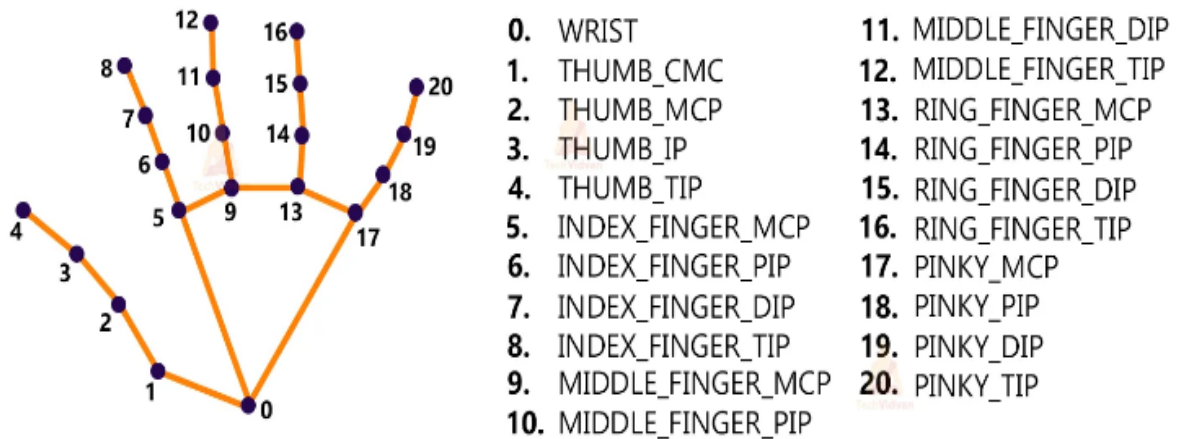 12
16
8
11
15
20
7
10
14
19
6
18
5
9
13
4
17
3
2
1
0
0. WRIST
1. THUMB_CMC
2. THUMB_MCP
3. THUMB_IP
4. THUMB_TIP
5. INDEX_FINGER_MCP
6. INDEX_FINGER_PIP
7. INDEX_FINGER_DIP
8. INDEX_FINGER_TIP
9. MIDDLE_FINGER_MCP
10. MIDDLE_FINGER_PIP
11. MIDDLE_FINGER_DIP
12. MIDDLE_FINGER_TIP
13. RING_FINGER_MCP
14. RING_FINGER_PIP
15. RING_FINGER_DIP
16. RING_FINGER_TIP
17. PINKY_MCP
18. PINKY_PIP
19. PINKY_DIP
20. PINKY_TIP